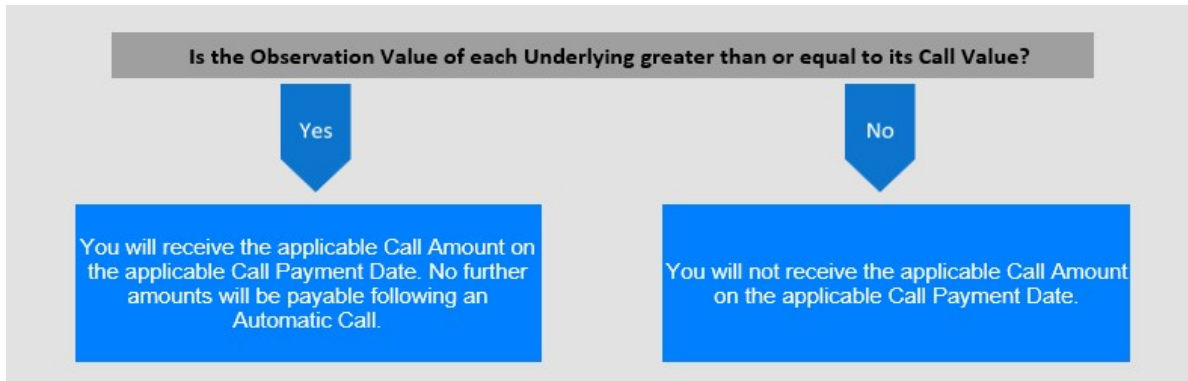 Is the Observation Value of each Underlying greater than or equal to its Call Value?
Yes
No
You will receive the applicable Call Amount on
the applicable Call Payment Date. No further
amounts will be payable following an
Automatic Call.
You will not receive the applicable Call Amount
on the applicable Call Payment Date.